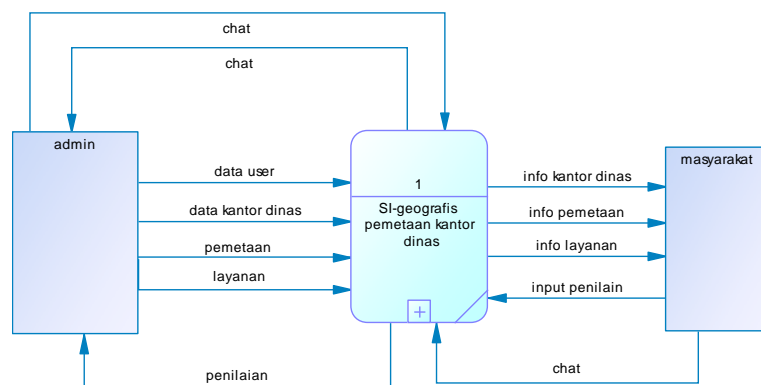 chat
chat
admin
masyarakat
data user
1
info kantor dinas
data kantor dinas
SI-geografis
pemetaan kantor
dinas
info pemetaan
pemetaan
info layanan
layanan
input penilain
penilaian
chat